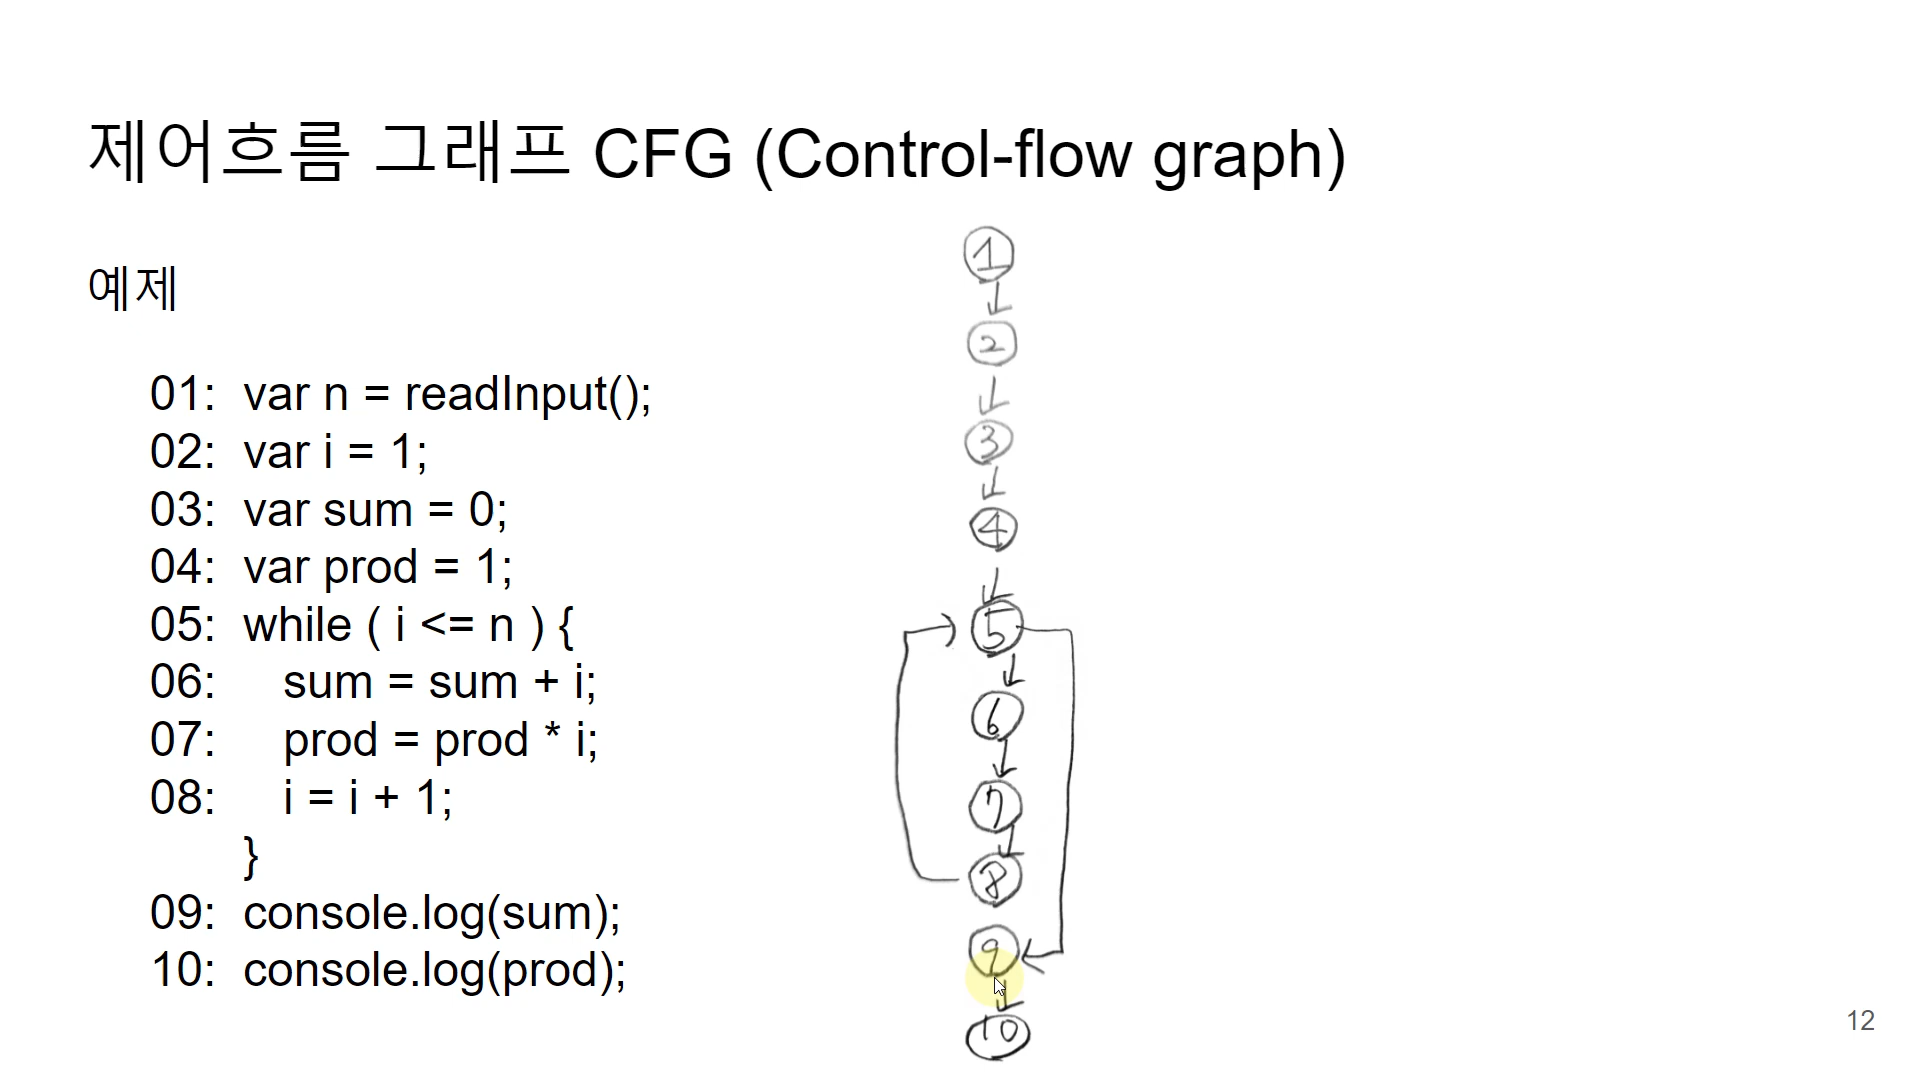 제어흐름 그래프 CFG (Control-flow graph)
예제
01: var n = readInput();
02: var i = 1;
03: var sum = 0;
04: var prod = 1;
05: while ( i <= n ) {
06: sum = sum + i;
07: prod = prod * i;
08: i = i + 1;
}
09: console.log(sum);
10: console.log(prod);
1
2
3
4
5
6
7
8
9
10
12